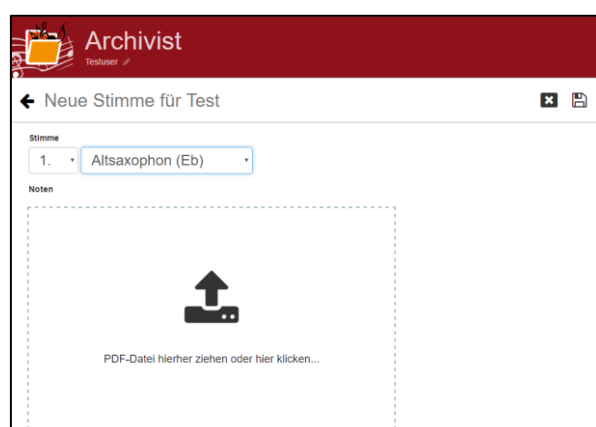 Archivist
Testuser
Neue Stimme für Test
Stimme
1. Altsaxophon (Eb)
Noten
PDF-Datei hierher ziehen oder hier klicken...